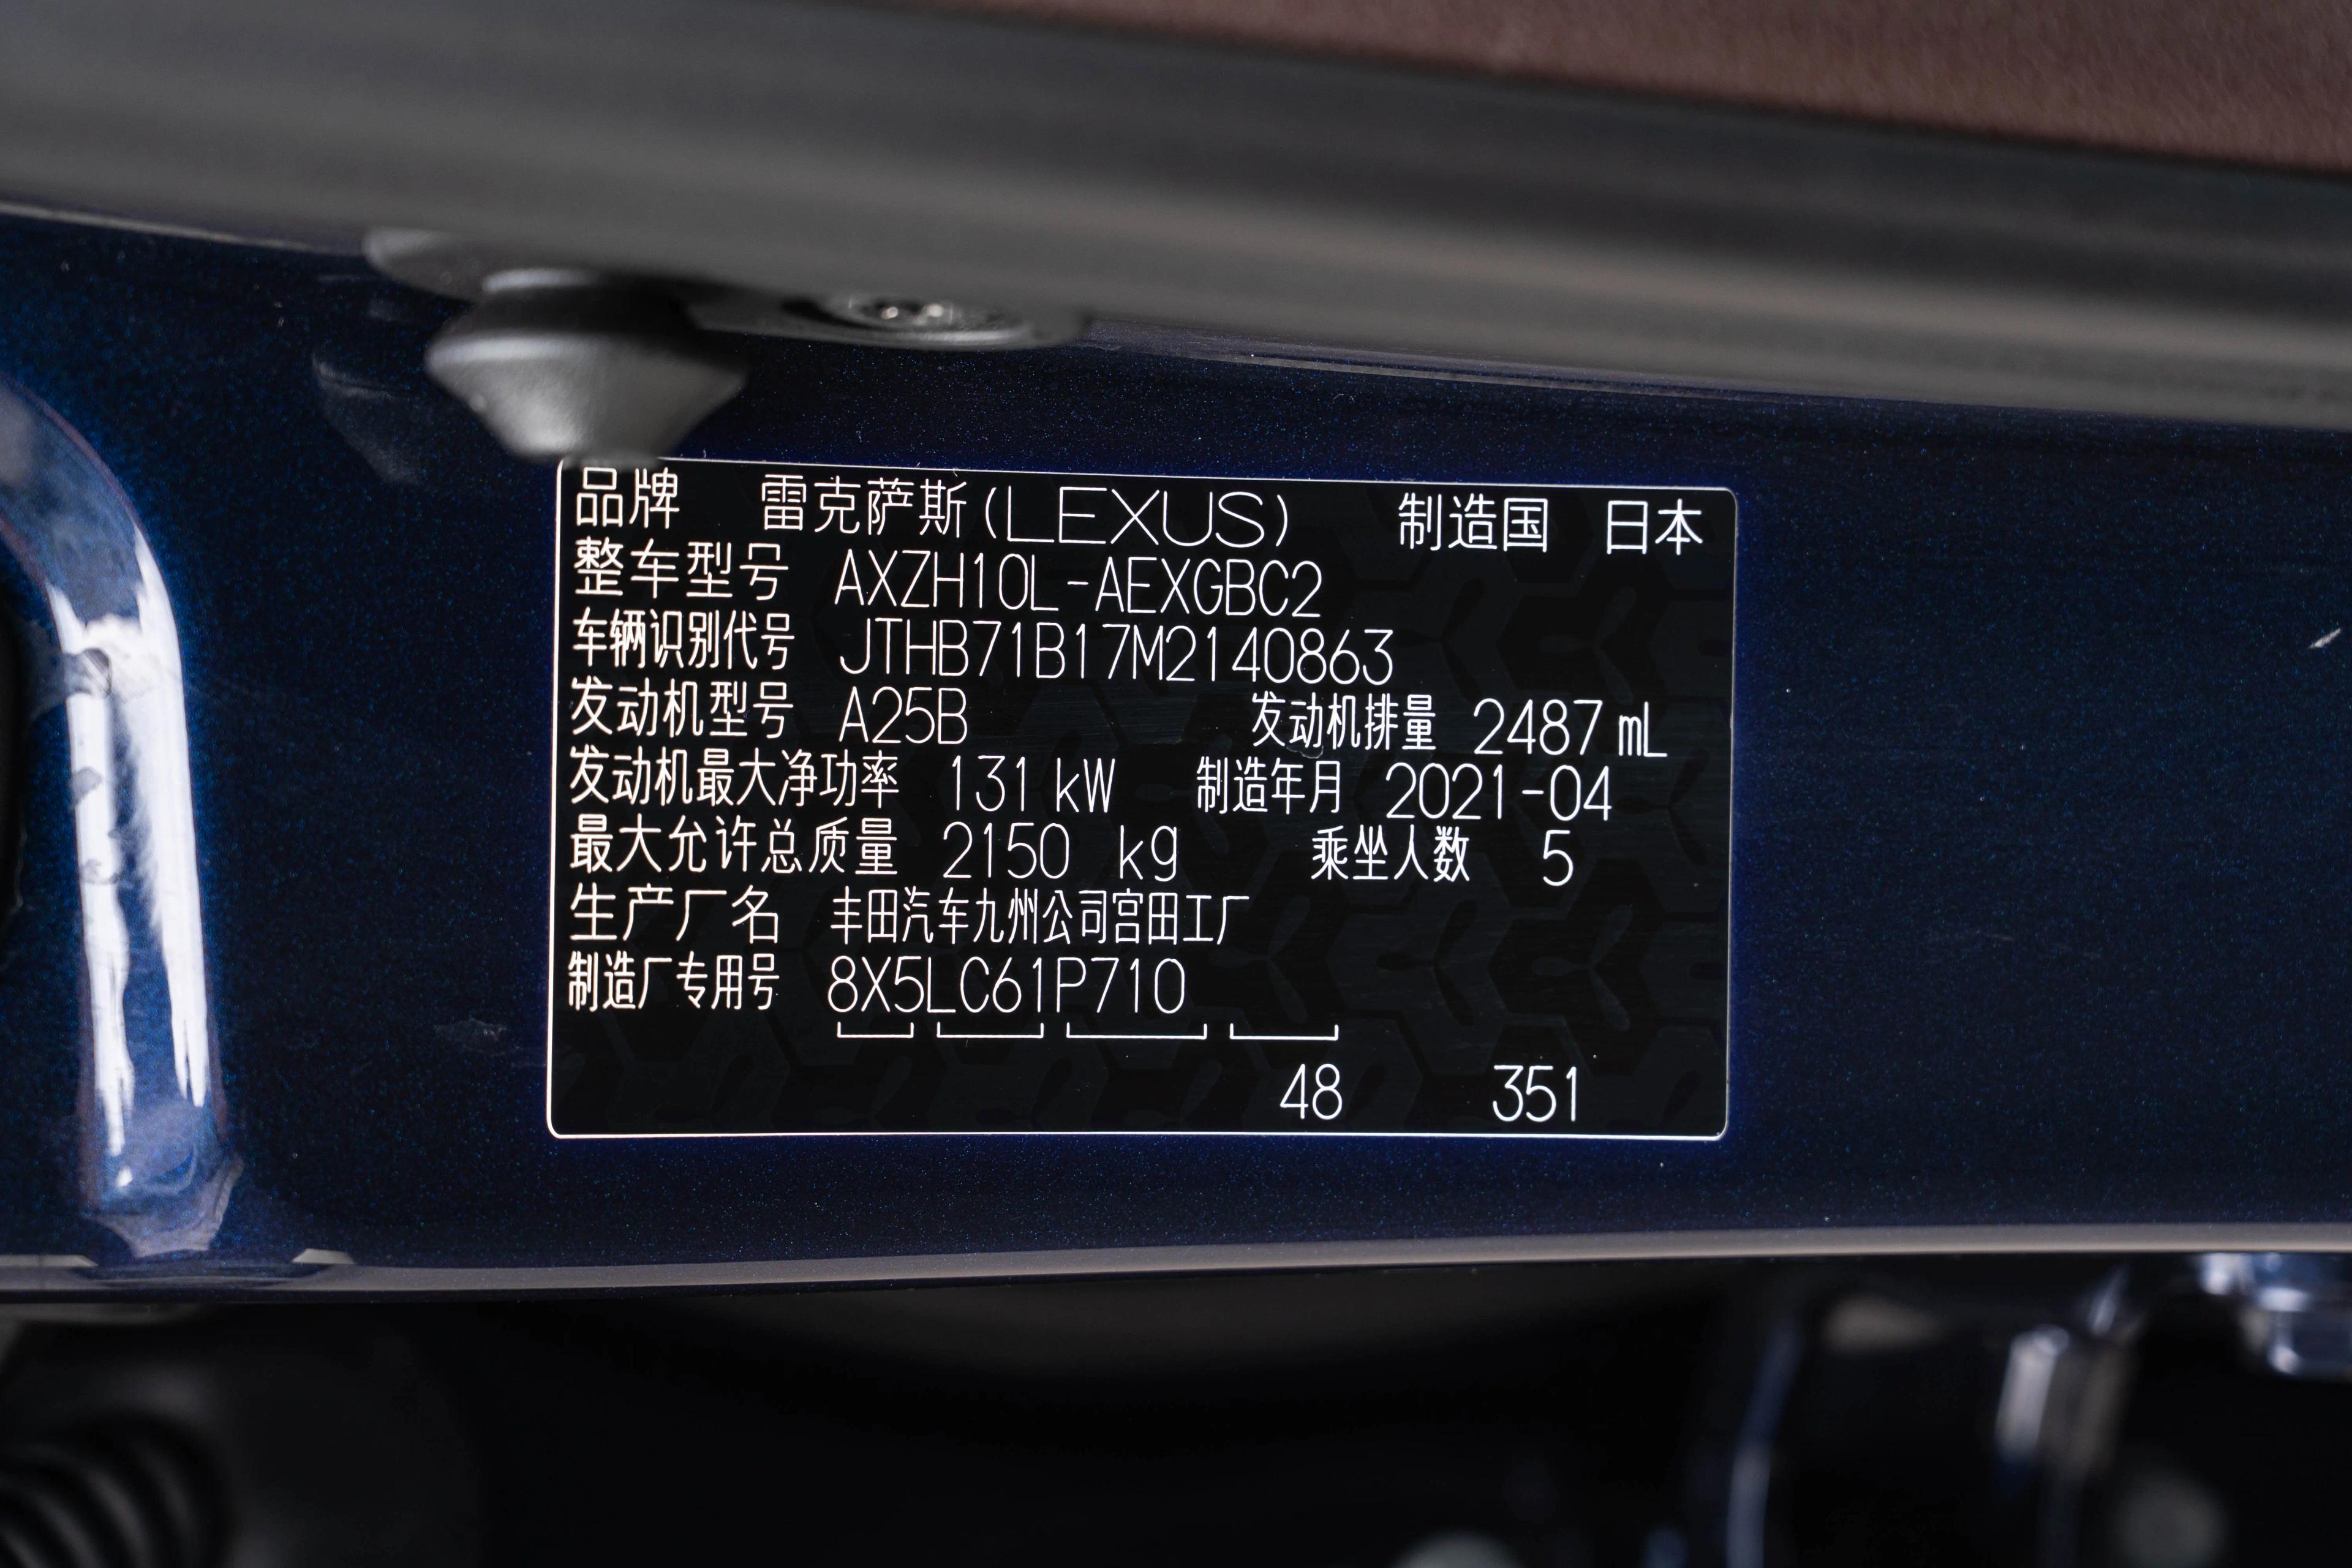 品牌 雷克萨斯(LEXUS) 制造国 日本
整车型号 AXZH10L-AEXGBC2
车辆识别代号 JTHB71B17M2140863
发动机型号 A25B 发动机排量 2487 mL
发动机最大净功率 131 kW 制造年月 2021-04
最大允许总质量 2150 kg 乘坐人数 5
生产厂名 丰田汽车九州公司宫田工厂
制造厂专用号 8X5LC61P710
48 351